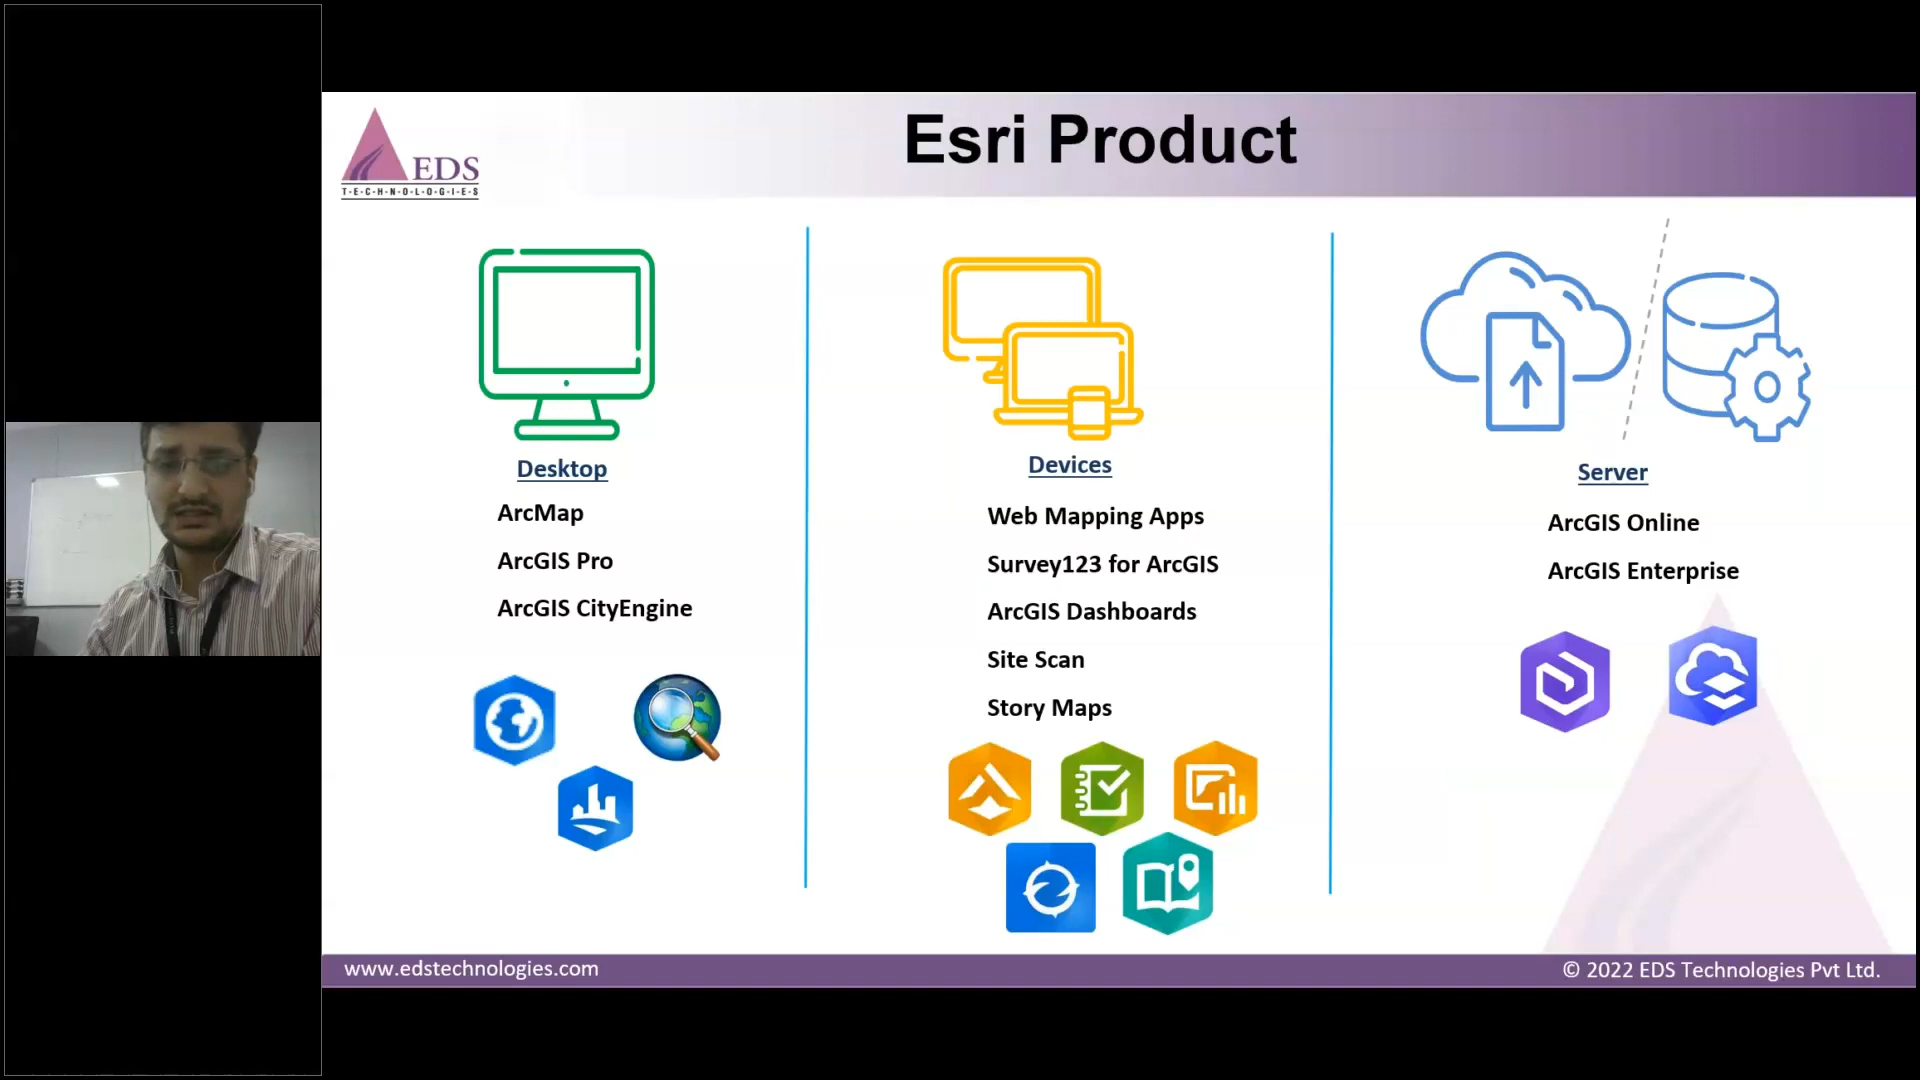 Esri Product
EDS
T·E·C·H·N·O·L·O·G·I·E·S
Desktop
ArcMap
ArcGIS Pro
ArcGIS CityEngine
Devices
Web Mapping Apps
Survey123 for ArcGIS
ArcGIS Dashboards
Site Scan
Story Maps
Server
ArcGIS Online
ArcGIS Enterprise
www.edstechnologies.com
© 2022 EDS Technologies Pvt Ltd.